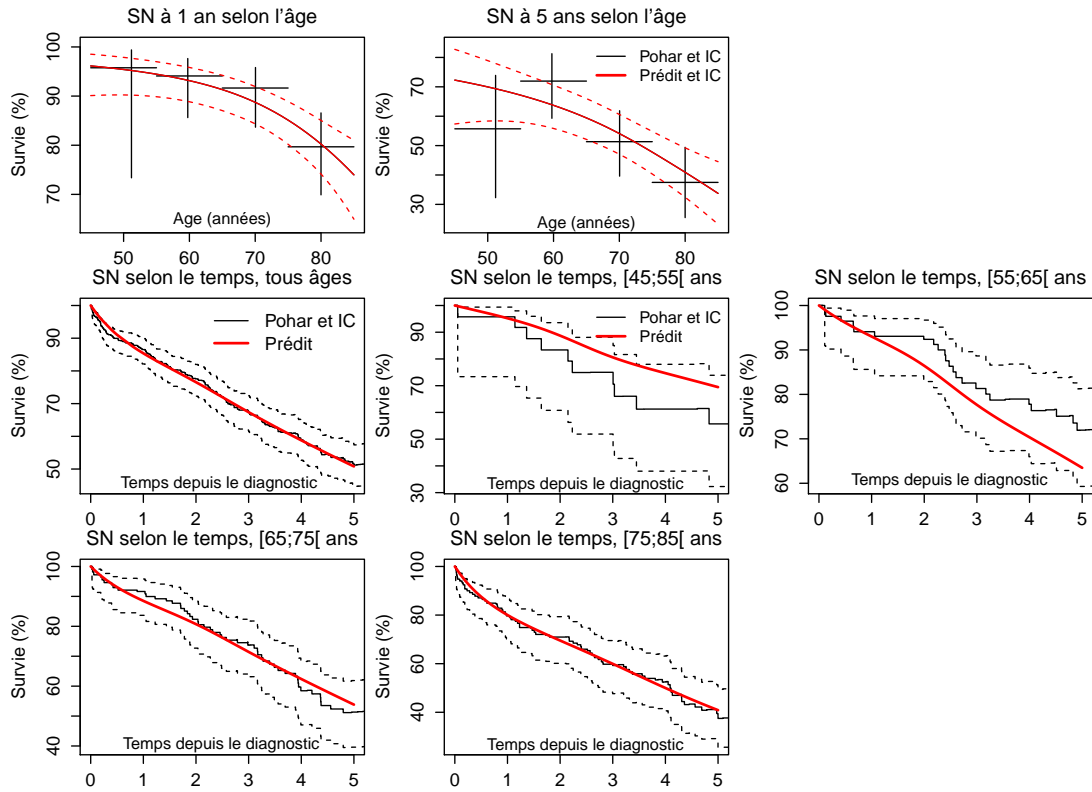 SN à 1 an selon l'âge
Survie (%)
100
90
80
70
Age (années)
50 60 70 80
SN à 5 ans selon l'âge
Survie (%)
70
50
30
Pohar et IC
Prédit et IC
Age (années)
50 60 70 80
SN selon le temps, tous âges
Survie (%)
90
70
50
Pohar et IC
Prédit
Temps depuis le diagnostic
0 1 2 3 4 5
SN selon le temps, [45;55[ ans
Survie (%)
90
70
50
30
Pohar et IC
Prédit
Temps depuis le diagnostic
0 1 2 3 4 5
SN selon le temps, [55;65[ ans
Survie (%)
100
90
80
70
60
Temps depuis le diagnostic
0 1 2 3 4 5
SN selon le temps, [65;75[ ans
Survie (%)
100
80
60
40
Temps depuis le diagnostic
0 1 2 3 4 5
SN selon le temps, [75;85[ ans
Survie (%)
100
80
60
40
Temps depuis le diagnostic
0 1 2 3 4 5